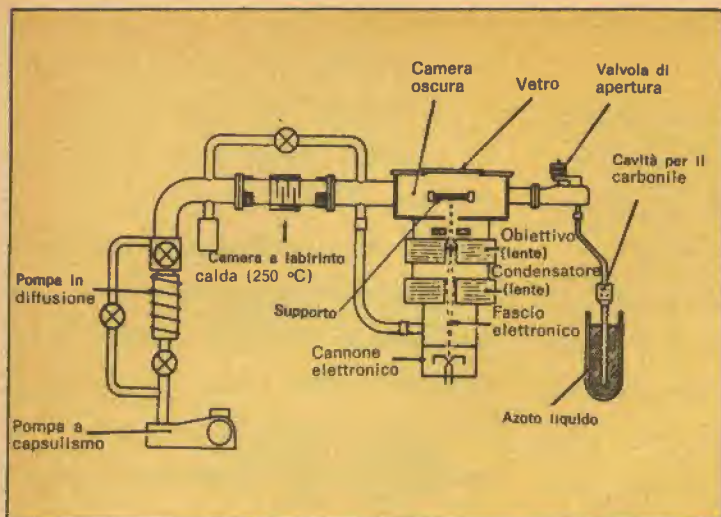 Camera
oscura
Vetro
Valvola di
apertura
Cavità per il
carbonile
Obiettivo
(lente)
Condensatore
(lente)
Fascio
elettronico
Camera a labirinto
calda (250 °C)
Supporto
Pompa in
diffusione
Cannone
elettronico
Azoto liquido
Pompa a
capsulismo